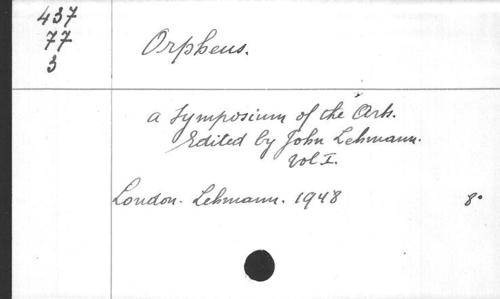 437
77
3
Orpheus.
a Symposium of the Arts.
Edited by John Lehmann.
Vol I.
London. Lehmann. 1948 8°